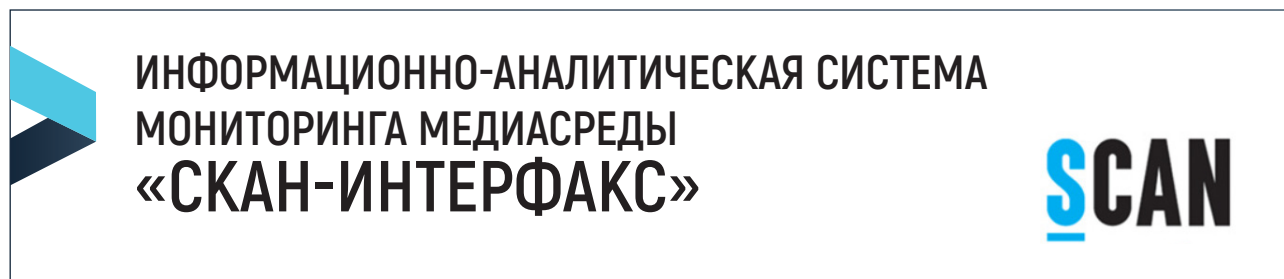 ИНФОРМАЦИОННО-АНАЛИТИЧЕСКАЯ СИСТЕМА
МОНИТОРИНГА МЕДИАСРЕДЫ
«СКАН-ИНТЕРФАКС»
SCAN